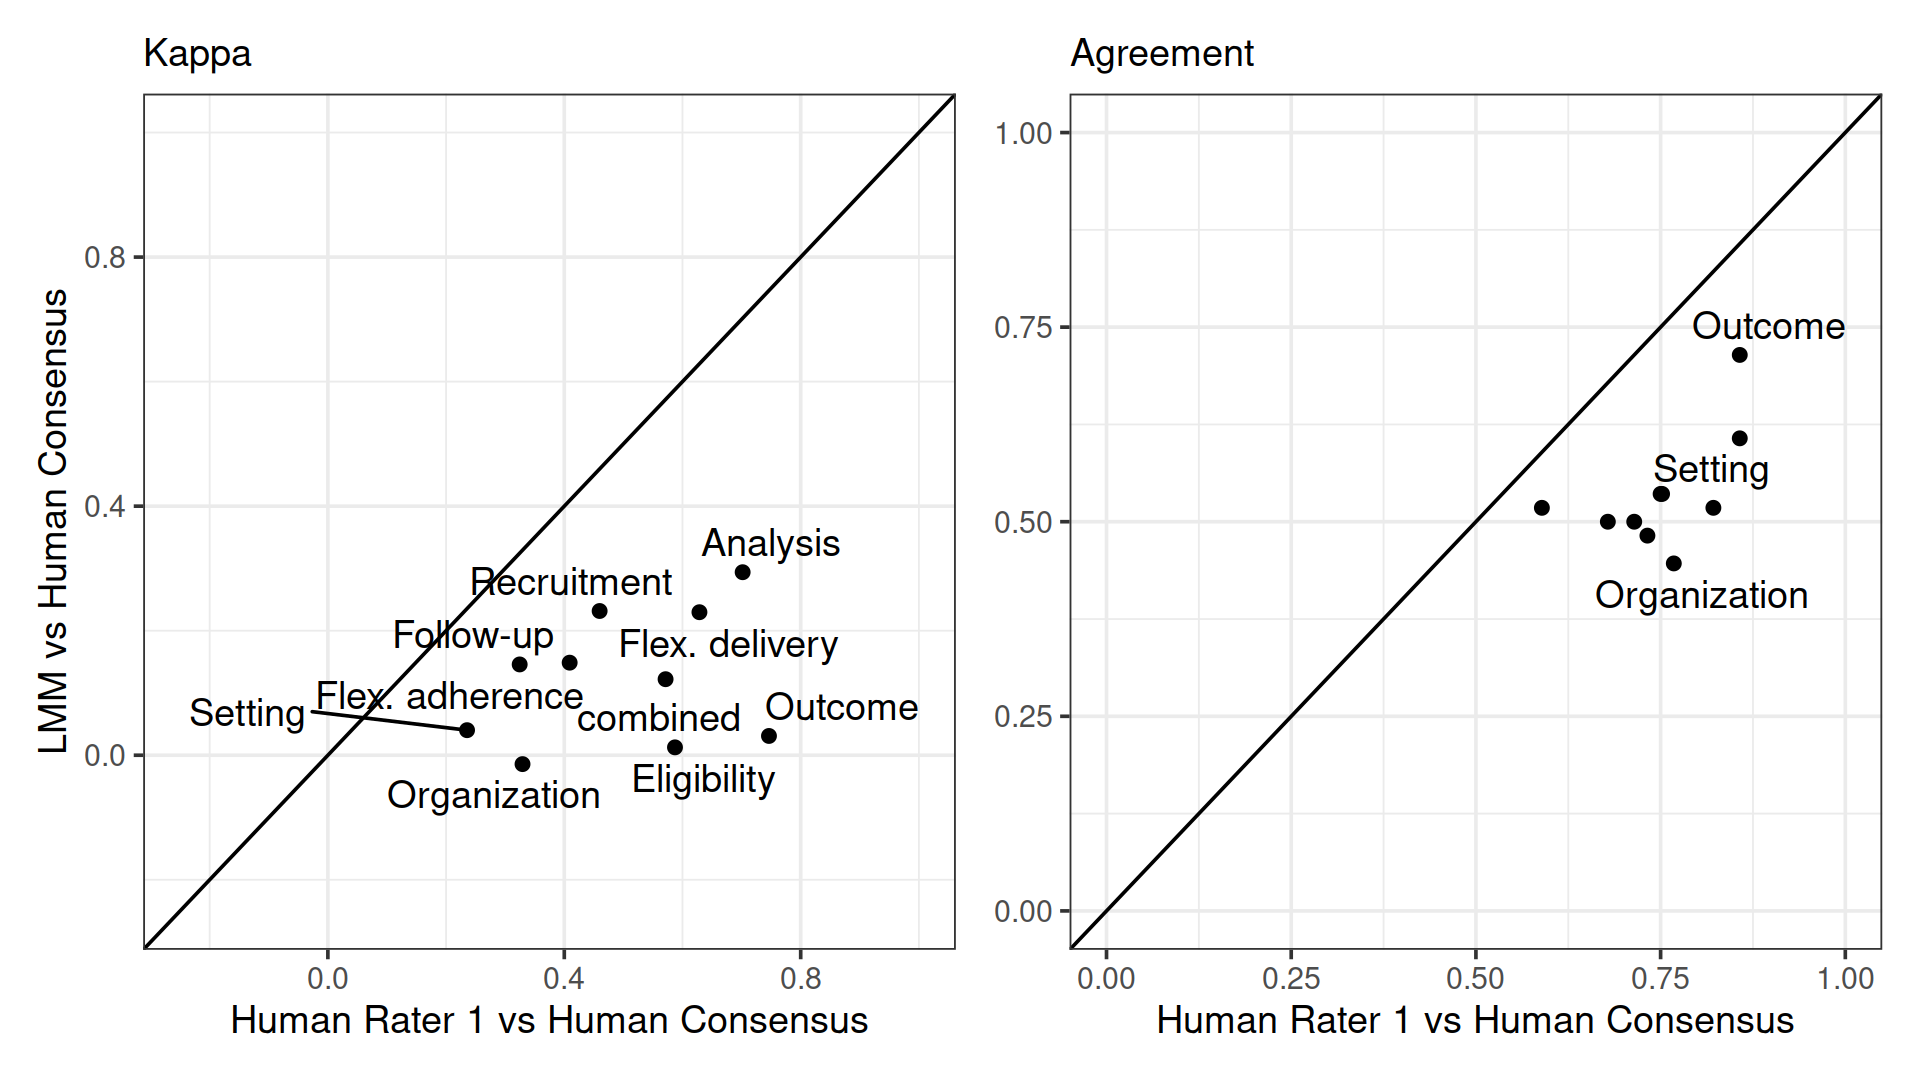 Kappa
Agreement
LMM vs Human Consensus
0.8
0.4
0.0
Analysis
Recruitment
Follow-up
Flex. delivery
Flex. adherence
Setting
combined
Outcome
Organization
Eligibility
0.0
0.4
0.8
Human Rater 1 vs Human Consensus
1.00
0.75
0.50
0.25
0.00
Outcome
Setting
Organization
0.00
0.25
0.50
0.75
1.00
Human Rater 1 vs Human Consensus